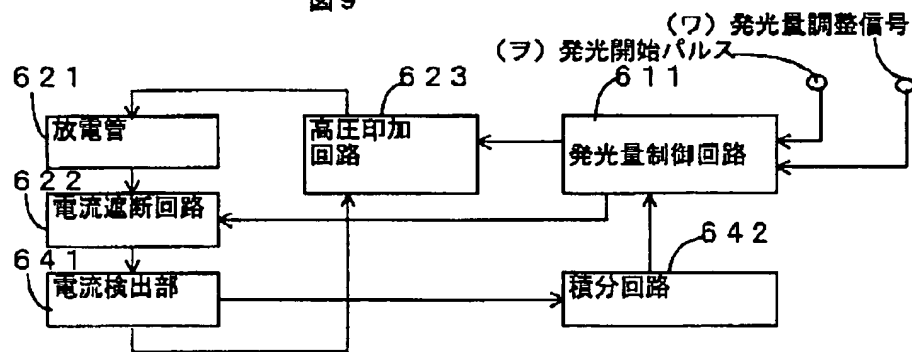 図9
(ワ)発光量調整信号
(ヲ)発光開始パルス
621
623
611
放電管
高圧印加
回路
発光量制御回路
622
電流遮断回路
641
642
電流検出部
積分回路